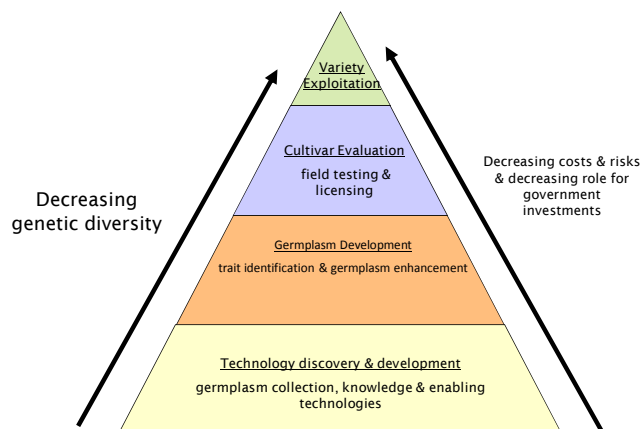 Variety
Exploitation
Cultivar Evaluation
field testing &
licensing
Decreasing costs & risks
& decreasing role for
government
investments
Decreasing
genetic diversity
Germplasm Development
trait identification & germplasm enhancement
Technology discovery & development
germplasm collection, knowledge & enabling
technologies